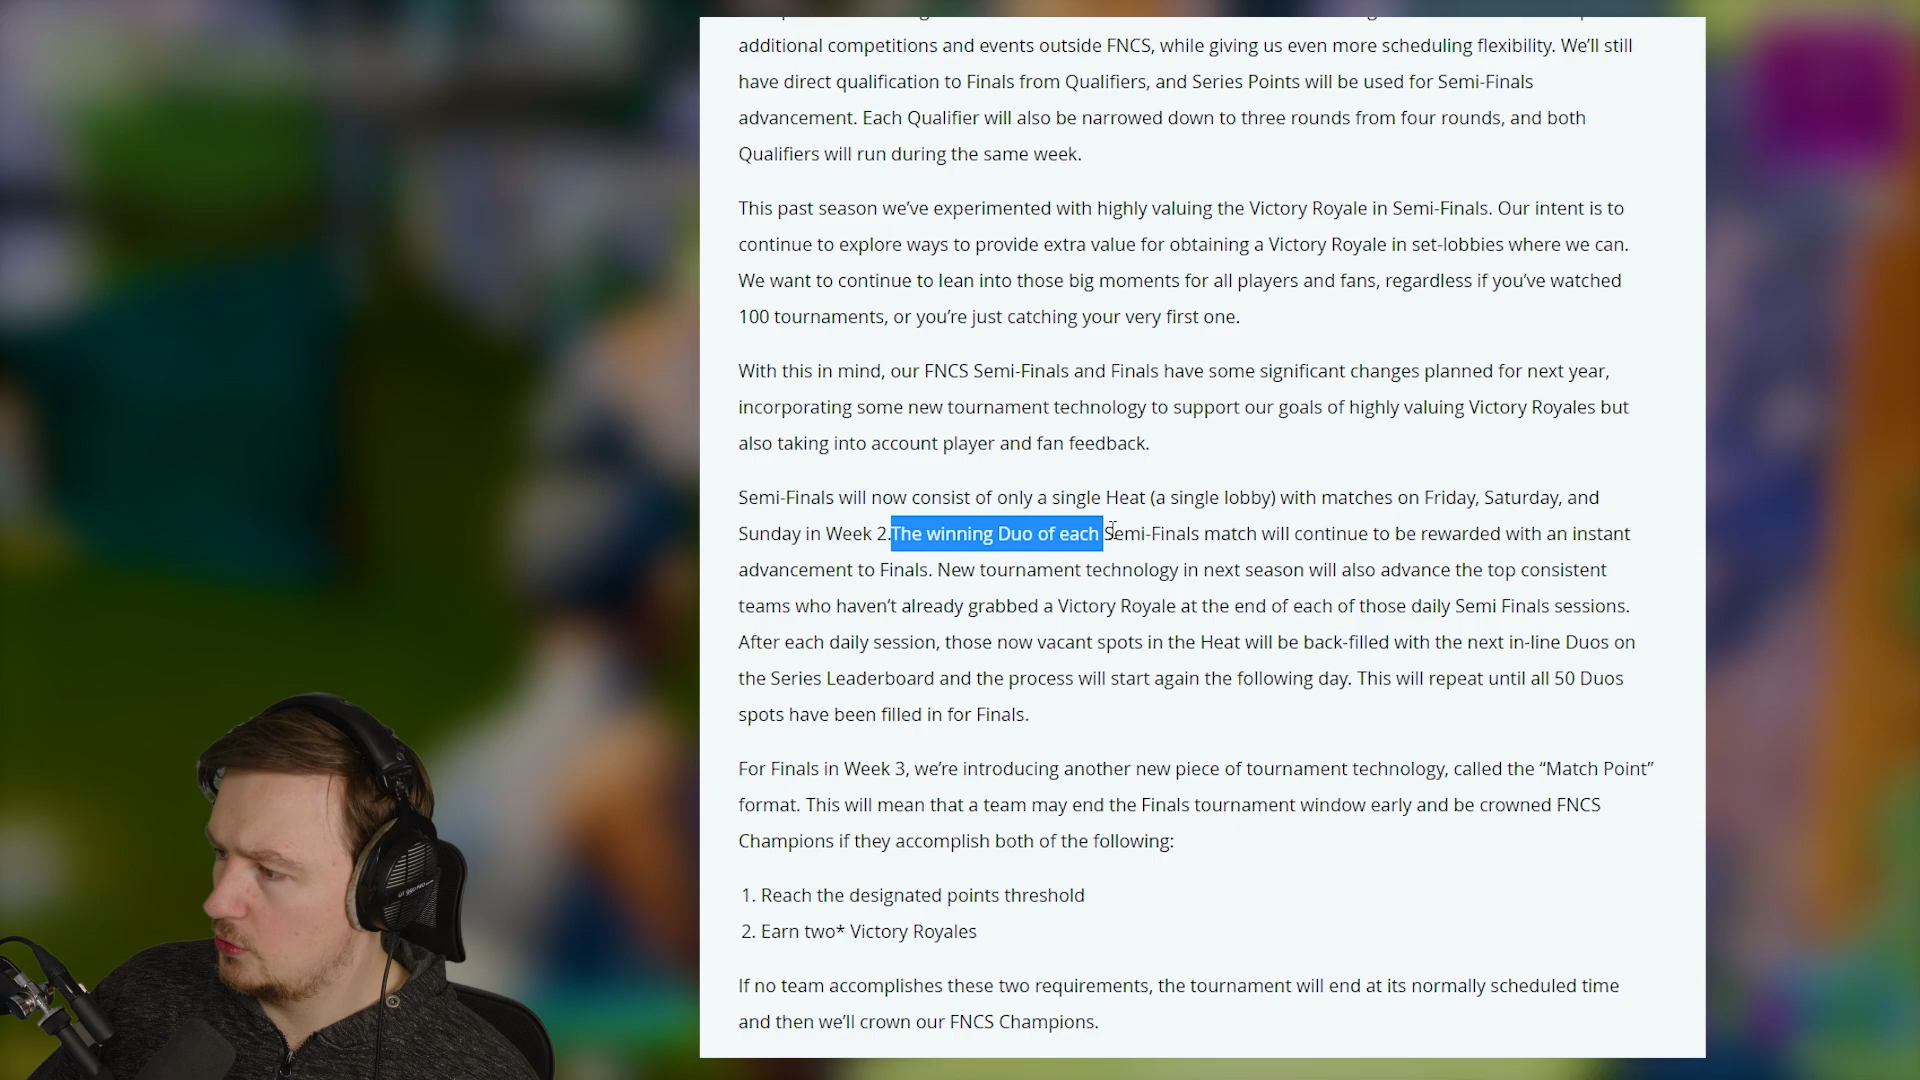 additional competitions and events outside FNCS, while giving us even more scheduling flexibility. We’ll still
have direct qualification to Finals from Qualifiers, and Series Points will be used for Semi-Finals
advancement. Each Qualifier will also be narrowed down to three rounds from four rounds, and both
Qualifiers will run during the same week.
This past season we’ve experimented with highly valuing the Victory Royale in Semi-Finals. Our intent is to
continue to explore ways to provide extra value for obtaining a Victory Royale in set-lobbies where we can.
We want to continue to lean into those big moments for all players and fans, regardless if you’ve watched
100 tournaments, or you’re just catching your very first one.
With this in mind, our FNCS Semi-Finals and Finals have some significant changes planned for next year,
incorporating some new tournament technology to support our goals of highly valuing Victory Royales but
also taking into account player and fan feedback.
Semi-Finals will now consist of only a single Heat (a single lobby) with matches on Friday, Saturday, and
Sunday in Week 2. The winning Duo of each Semi-Finals match will continue to be rewarded with an instant
advancement to Finals. New tournament technology in next season will also advance the top consistent
teams who haven’t already grabbed a Victory Royale at the end of each of those daily Semi Finals sessions.
After each daily session, those now vacant spots in the Heat will be back-filled with the next in-line Duos on
the Series Leaderboard and the process will start again the following day. This will repeat until all 50 Duos
spots have been filled in for Finals.
For Finals in Week 3, we’re introducing another new piece of tournament technology, called the “Match Point”
format. This will mean that a team may end the Finals tournament window early and be crowned FNCS
Champions if they accomplish both of the following:
1. Reach the designated points threshold
2. Earn two* Victory Royales
If no team accomplishes these two requirements, the tournament will end at its normally scheduled time
and then we’ll crown our FNCS Champions.